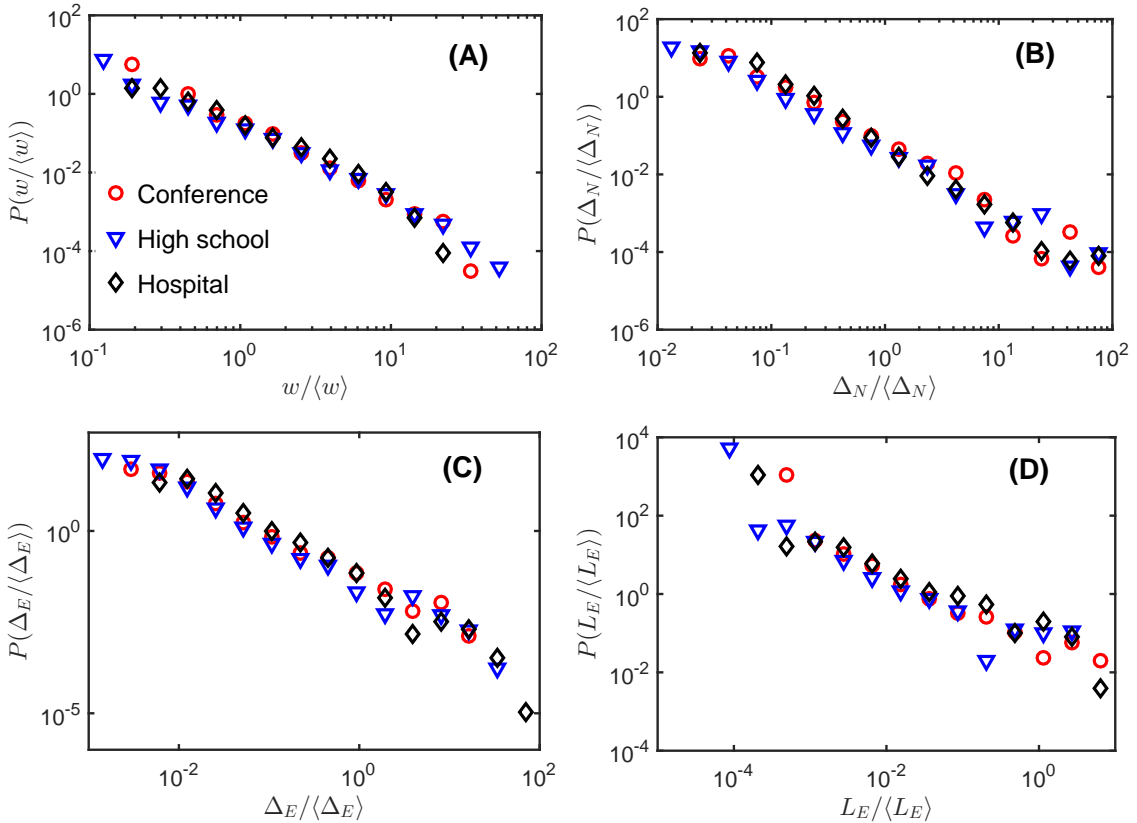 (A)
P(w/⟨w⟩)
10^2
10^0
10^-2
10^-4
10^-6
Conference
High school
Hospital
10^-1 10^0 10^1 10^2
w/⟨w⟩
(B)
P(Δ_N/⟨Δ_N⟩)
10^2
10^0
10^-2
10^-4
10^-6
10^-2 10^-1 10^0 10^1 10^2
Δ_N/⟨Δ_N⟩
(C)
P(Δ_E/⟨Δ_E⟩)
10^0
10^-5
10^-2 10^0 10^2
Δ_E/⟨Δ_E⟩
(D)
P(L_E/⟨L_E⟩)
10^4
10^2
10^0
10^-2
10^-4
10^-4 10^-2 10^0
L_E/⟨L_E⟩